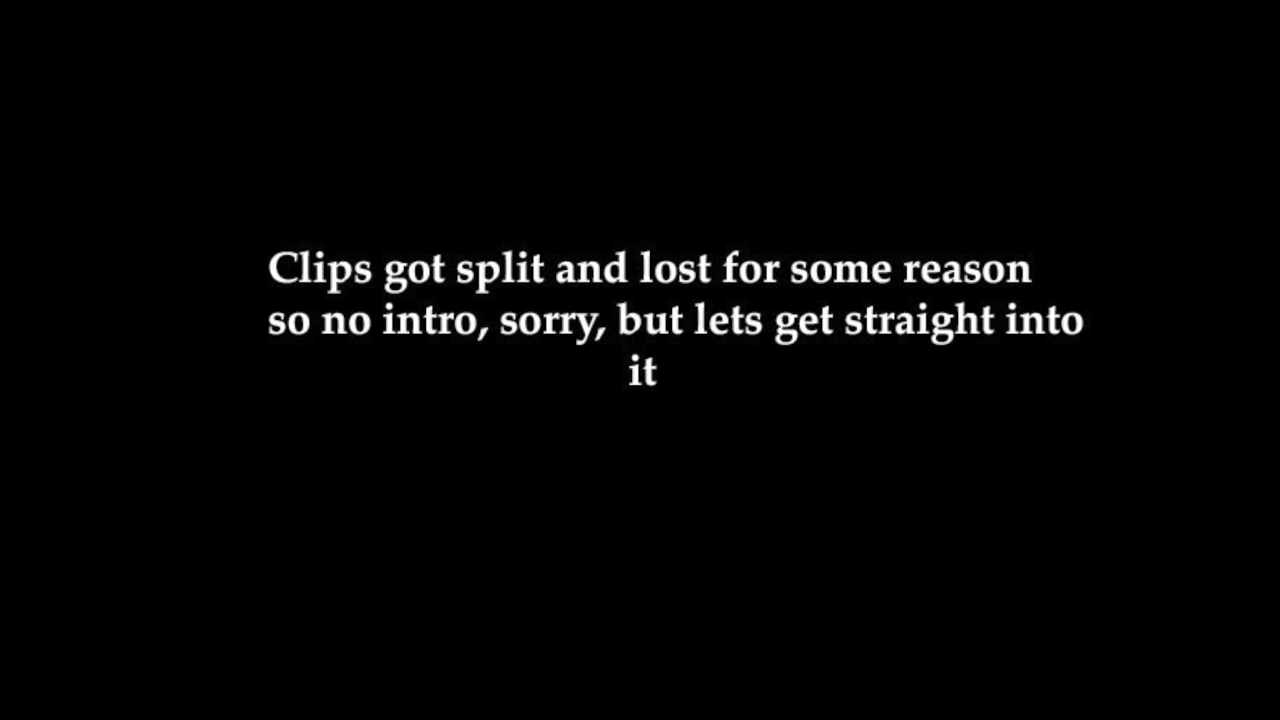 Clips got split and lost for some reason
so no intro, sorry, but lets get straight into
it